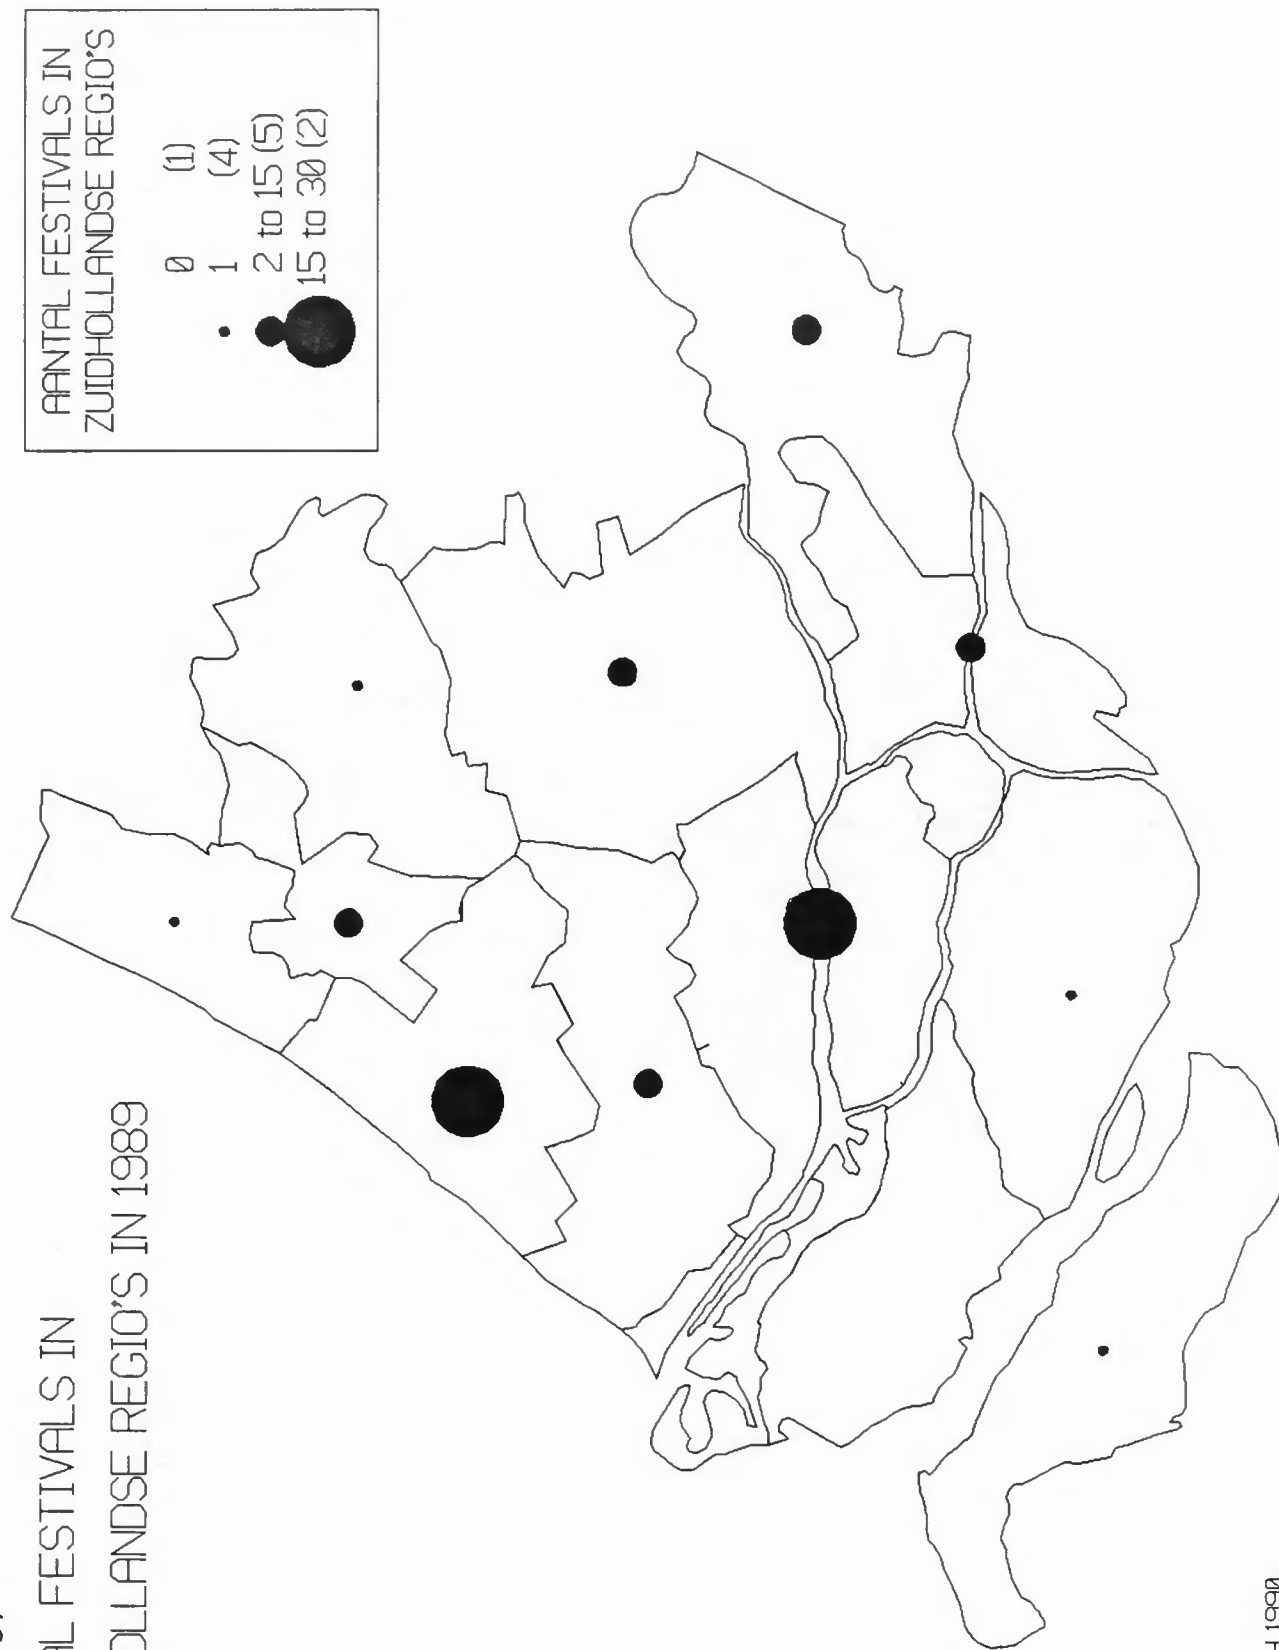 AL FESTIVALS IN
OLLANDSE REGIO'S IN 1989
AANTAL FESTIVALS IN
ZUIDHOLLANDSE REGIO'S
0 (1)
1 (4)
2 to 15 (5)
15 to 30 (2)
H 1990